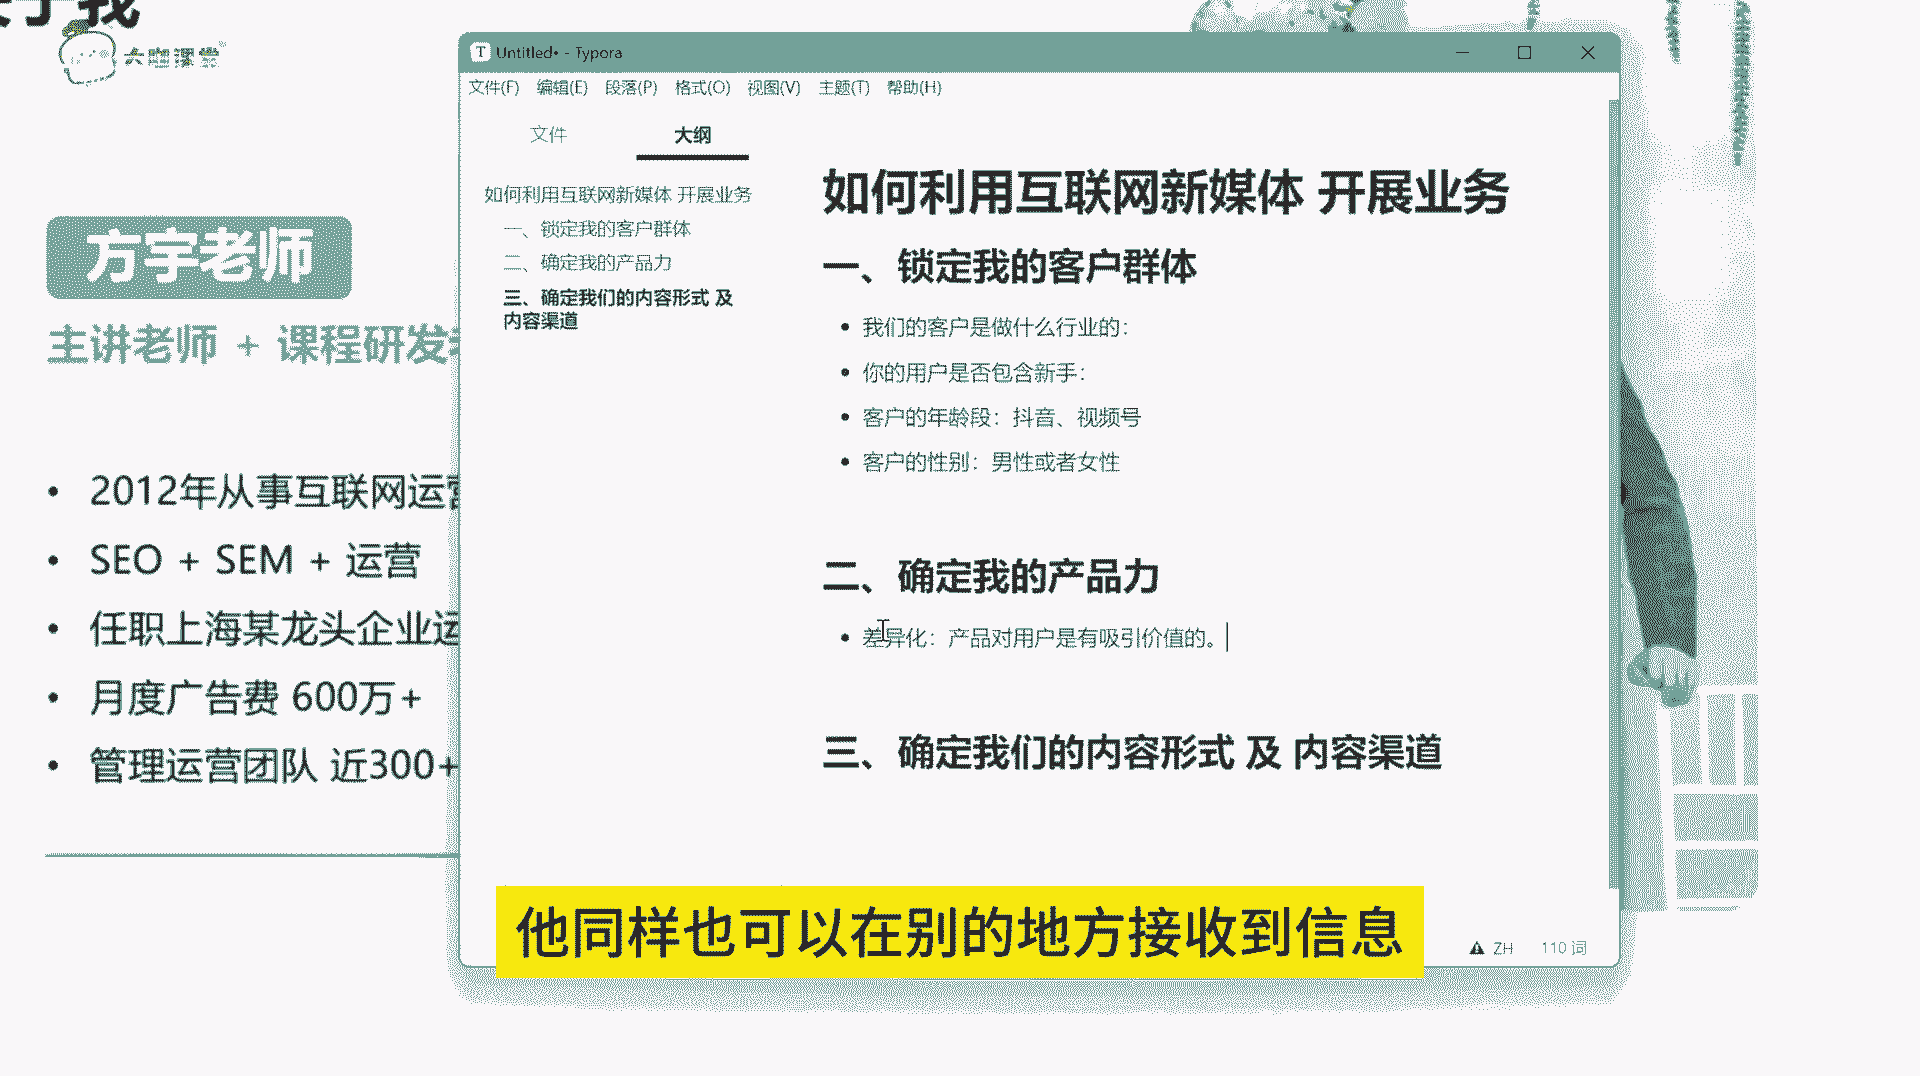 我
大咖课堂
方宇老师
主讲老师 + 课程研发
2012年从事互联网运营
SEO + SEM + 运营
任职上海某龙头企业运
月度广告费 600万+
管理运营团队 近300+
Untitled• - Typora
文件(F) 编辑(E) 段落(P) 格式(O) 视图(V) 主题(T) 帮助(H)
文件 大纲
如何利用互联网新媒体 开展业务
一、锁定我的客户群体
二、确定我的产品力
三、确定我们的内容形式 及
内容渠道
如何利用互联网新媒体 开展业务
一、锁定我的客户群体
我们的客户是做什么行业的：
你的用户是否包含新手：
客户的年龄段：抖音、视频号
客户的性别：男性或者女性
二、确定我的产品力
差异化：产品对用户是有吸引价值的。
三、确定我们的内容形式 及 内容渠道
他同样也可以在别的地方接收到信息
ZH 110 词